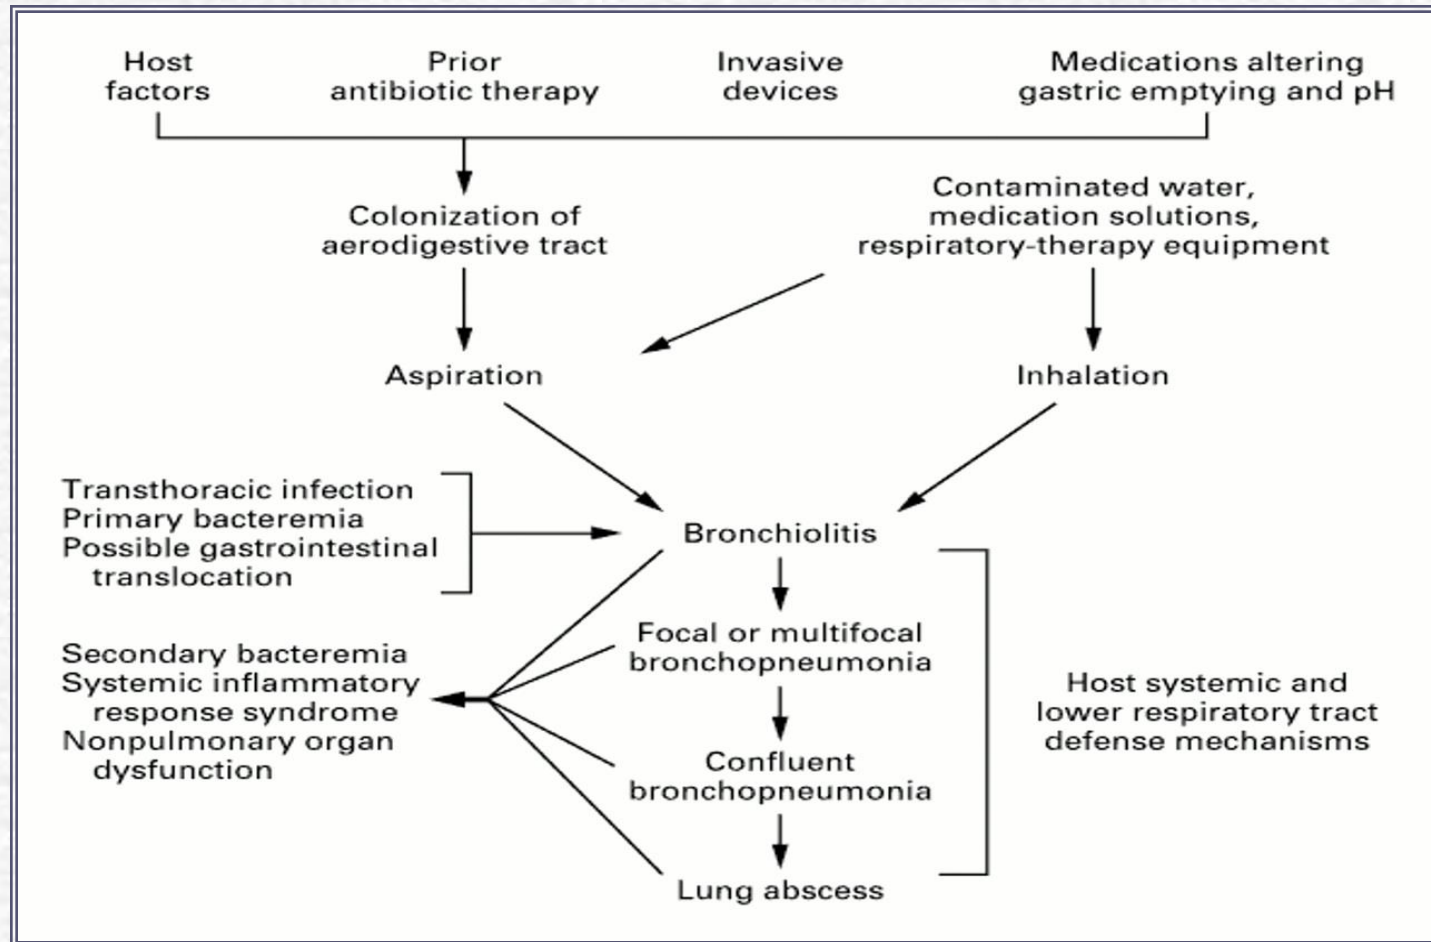 Host
factors
Prior
antibiotic therapy
Invasive
devices
Medications altering
gastric emptying and pH
Colonization of
aerodigestive tract
Contaminated water,
medication solutions,
respiratory-therapy equipment
Aspiration
Inhalation
Transthoracic infection
Primary bacteremia
Possible gastrointestinal
translocation
Bronchiolitis
Focal or multifocal
bronchopneumonia
Secondary bacteremia
Systemic inflammatory
response syndrome
Nonpulmonary organ
dysfunction
Host systemic and
lower respiratory tract
defense mechanisms
Confluent
bronchopneumonia
Lung abscess